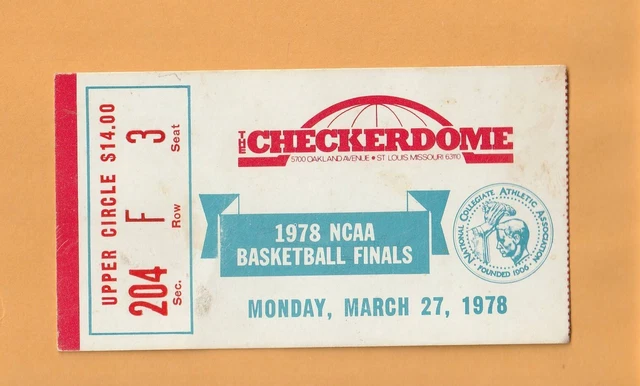 UPPER CIRCLE $14.00
204 F 3
Sec. Row Seat
THE CHECKERDOME
5700 OAKLAND AVENUE • ST LOUIS MISSOURI 63110
1978 NCAA
BASKETBALL FINALS
MONDAY, MARCH 27, 1978
NATIONAL COLLEGIATE ATHLETIC ASSOCIATION
• FOUNDED 1906 •